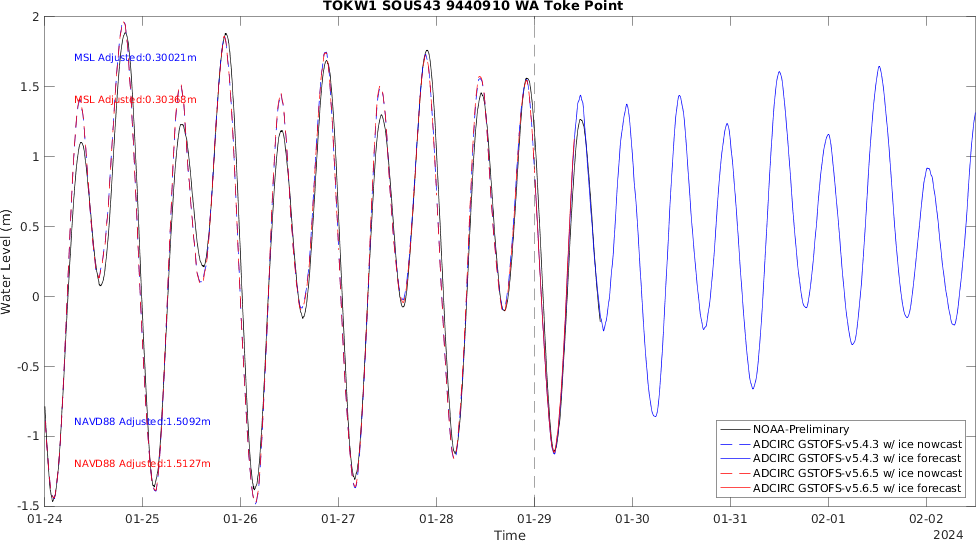 TOKW1 SOUS43 9440910 WA Toke Point
2
1.5
1
0.5
0
-0.5
-1
-1.5
Water Level (m)
MSL Adjusted:0.30021m
MSL Adjusted:0.30368m
NAVD88 Adjusted:1.5092m
NAVD88 Adjusted:1.5127m
NOAA-Preliminary
ADCIRC GSTOFS-v5.4.3 w/ ice nowcast
ADCIRC GSTOFS-v5.4.3 w/ ice forecast
ADCIRC GSTOFS-v5.6.5 w/ ice nowcast
ADCIRC GSTOFS-v5.6.5 w/ ice forecast
01-24 01-25 01-26 01-27 01-28 01-29 01-30 01-31 02-01 02-02
Time
2024